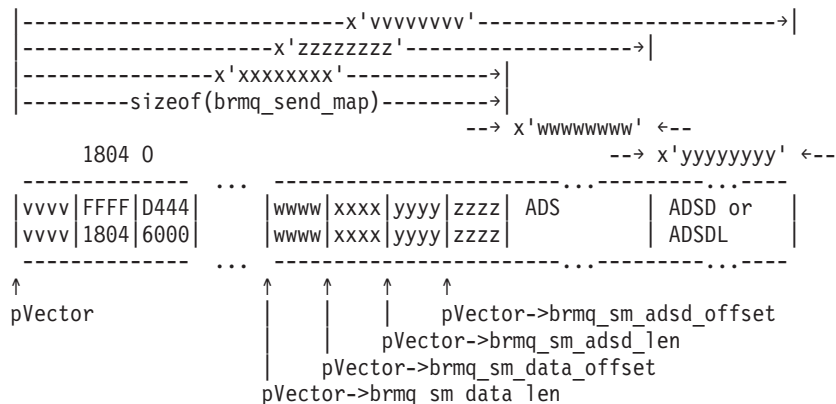 |---------------------------x'vvvvvvvv'-------------------------→|
|---------------------x'zzzzzzzz'-------------------→|
|----------------x'xxxxxxxx'------------→|
|---------sizeof(brmq_send_map)---------→|
--→ x'wwwwwwww' ←--
1804 O --→ x'yyyyyyyy' ←--
-------------- ... ------------------------...---------...----
|vvvv|FFFF|D444| |wwww|xxxx|yyyy|zzzz| ADS | ADSD or |
|vvvv|1804|6000| |wwww|xxxx|yyyy|zzzz| | ADSDL |
-------------- ... ------------------------...---------...----
↑ ↑ ↑ ↑ ↑
pVector | | | pVector->brmq_sm_adsd_offset
| | pVector->brmq_sm_adsd_len
| pVector->brmq_sm_data_offset
pVector->brmq_sm_data_len